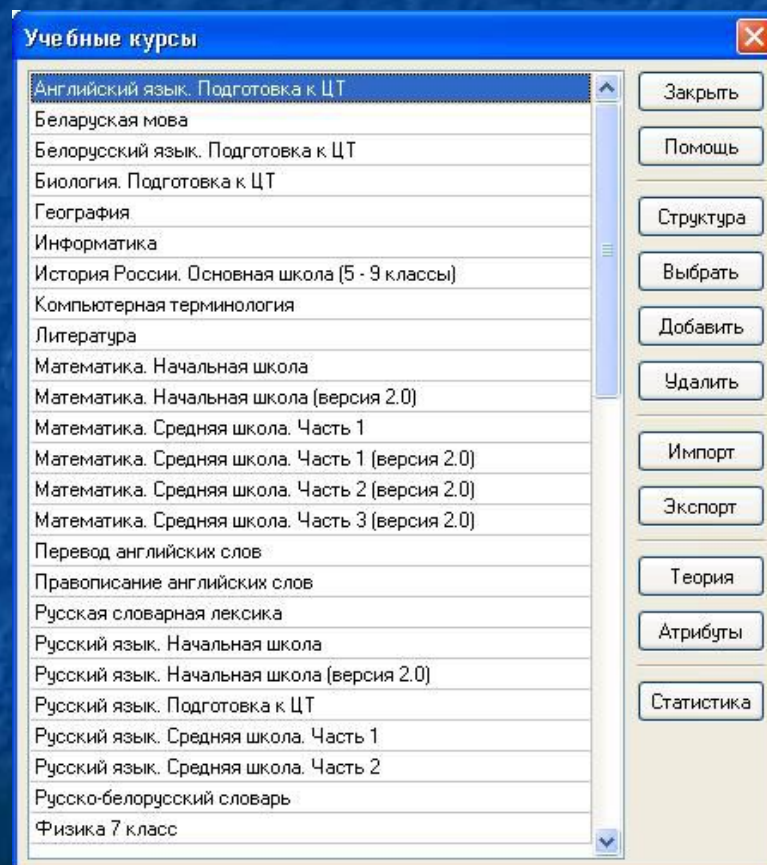 Учебные курсы
Английский язык. Подготовка к ЦТ
Беларуская мова
Белорусский язык. Подготовка к ЦТ
Биология. Подготовка к ЦТ
География
Информатика
История России. Основная школа (5 - 9 классы)
Компьютерная терминология
Литература
Математика. Начальная школа
Математика. Начальная школа (версия 2.0)
Математика. Средняя школа. Часть 1
Математика. Средняя школа. Часть 1 (версия 2.0)
Математика. Средняя школа. Часть 2 (версия 2.0)
Математика. Средняя школа. Часть 3 (версия 2.0)
Перевод английских слов
Правописание английских слов
Русская словарная лексика
Русский язык. Начальная школа
Русский язык. Начальная школа (версия 2.0)
Русский язык. Подготовка к ЦТ
Русский язык. Средняя школа. Часть 1
Русский язык. Средняя школа. Часть 2
Русско-белорусский словарь
Физика 7 класс
Закрыть
Помощь
Структура
Выбрать
Добавить
Удалить
Импорт
Экспорт
Теория
Атрибуты
Статистика